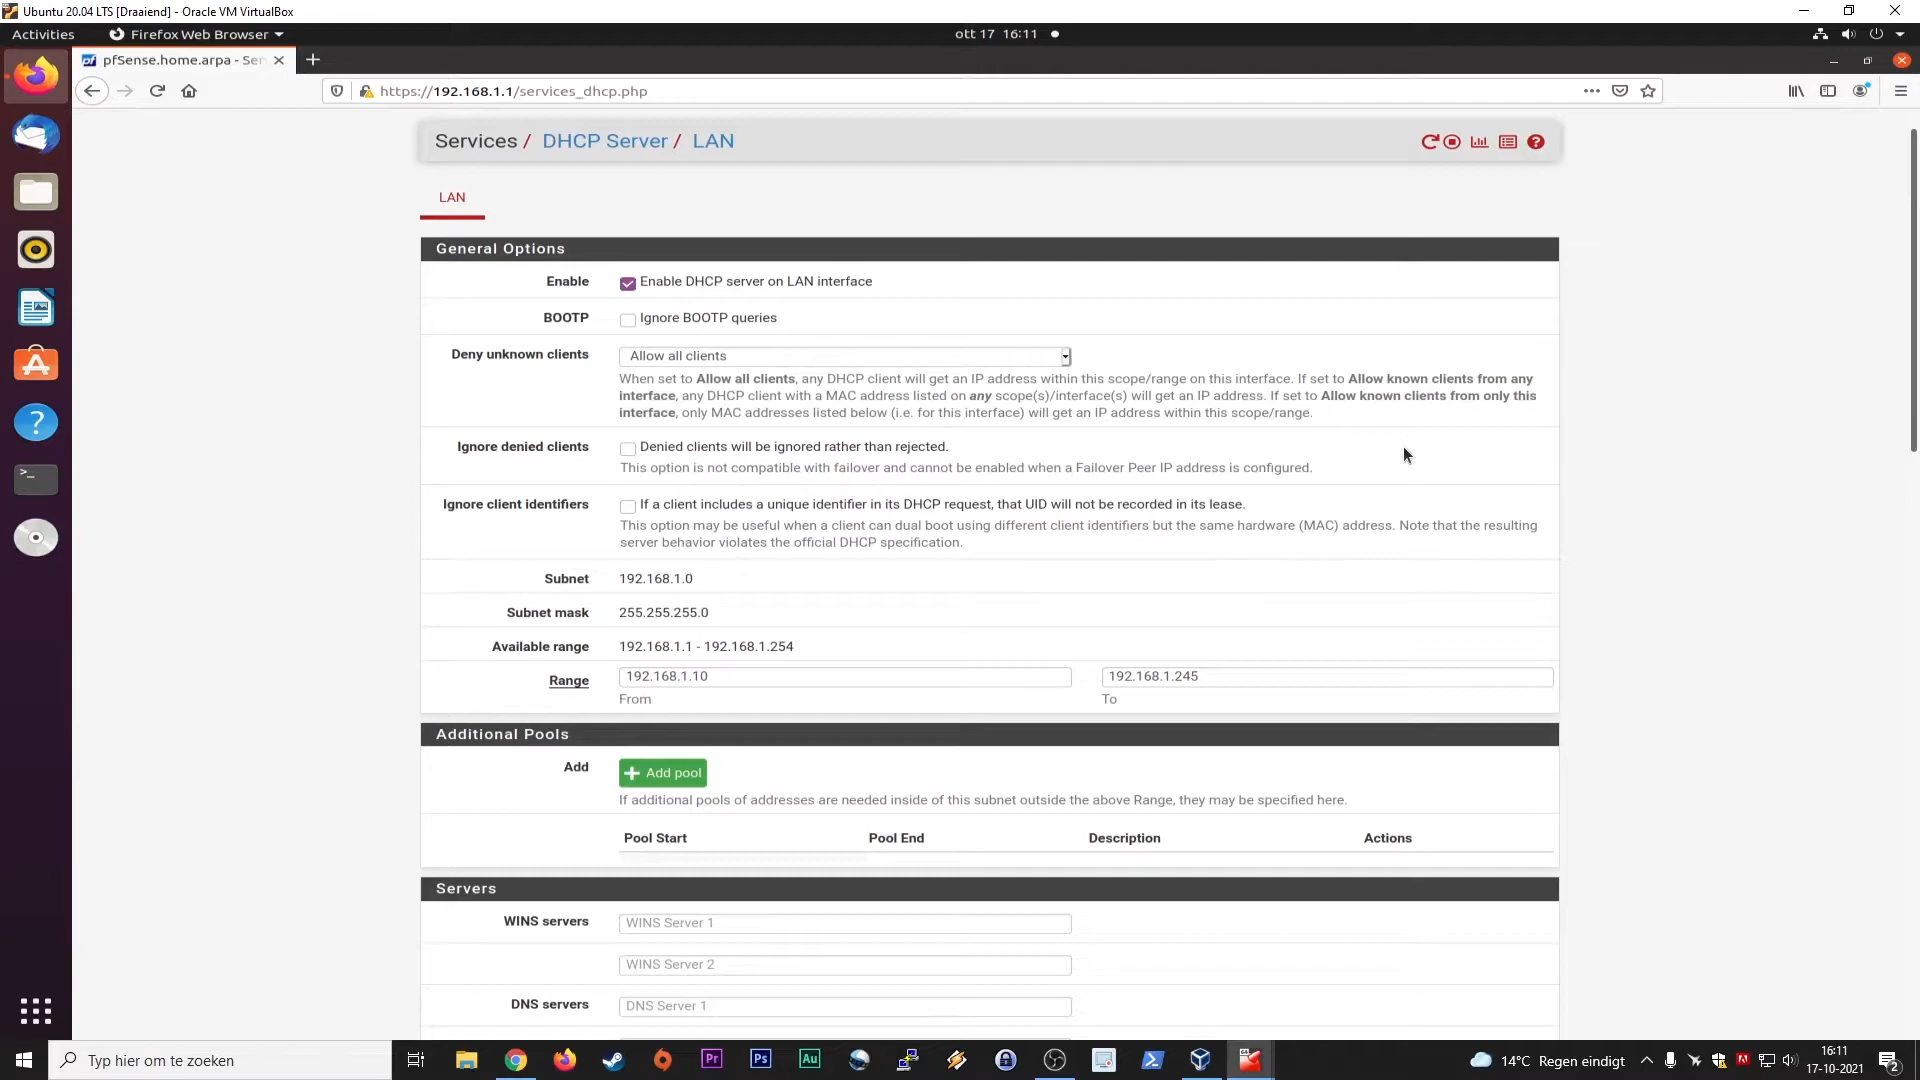 Ubuntu 20.04 LTS [Draaiend] - Oracle VM VirtualBox
Activities
Firefox Web Browser
ott 17 16:11
pfSense.home.arpa - Ser
https://192.168.1.1/services_dhcp.php
Services / DHCP Server / LAN
LAN
General Options
Enable
Enable DHCP server on LAN interface
BOOTP
Ignore BOOTP queries
Deny unknown clients
Allow all clients
When set to Allow all clients, any DHCP client will get an IP address within this scope/range on this interface. If set to Allow known clients from any
interface, any DHCP client with a MAC address listed on any scope(s)/interface(s) will get an IP address. If set to Allow known clients from only this
interface, only MAC addresses listed below (i.e. for this interface) will get an IP address within this scope/range.
Ignore denied clients
Denied clients will be ignored rather than rejected.
This option is not compatible with failover and cannot be enabled when a Failover Peer IP address is configured.
Ignore client identifiers
If a client includes a unique identifier in its DHCP request, that UID will not be recorded in its lease.
This option may be useful when a client can dual boot using different client identifiers but the same hardware (MAC) address. Note that the resulting
server behavior violates the official DHCP specification.
Subnet
192.168.1.0
Subnet mask
255.255.255.0
Available range
192.168.1.1 - 192.168.1.254
Range
192.168.1.10
192.168.1.245
From
To
Additional Pools
Add
Add pool
If additional pools of addresses are needed inside of this subnet outside the above Range, they may be specified here.
Pool Start
Pool End
Description
Actions
Servers
WINS servers
WINS Server 1
WINS Server 2
DNS servers
DNS Server 1
Typ hier om te zoeken
Pr
Ps
Au
14°C Regen eindigt
16:11
17-10-2021
2